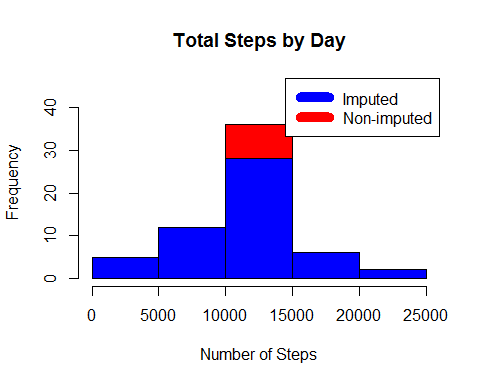 Total Steps by Day
Imputed
Non-imputed
Frequency
40
30
20
10
0
0 5000 10000 15000 20000 25000
Number of Steps